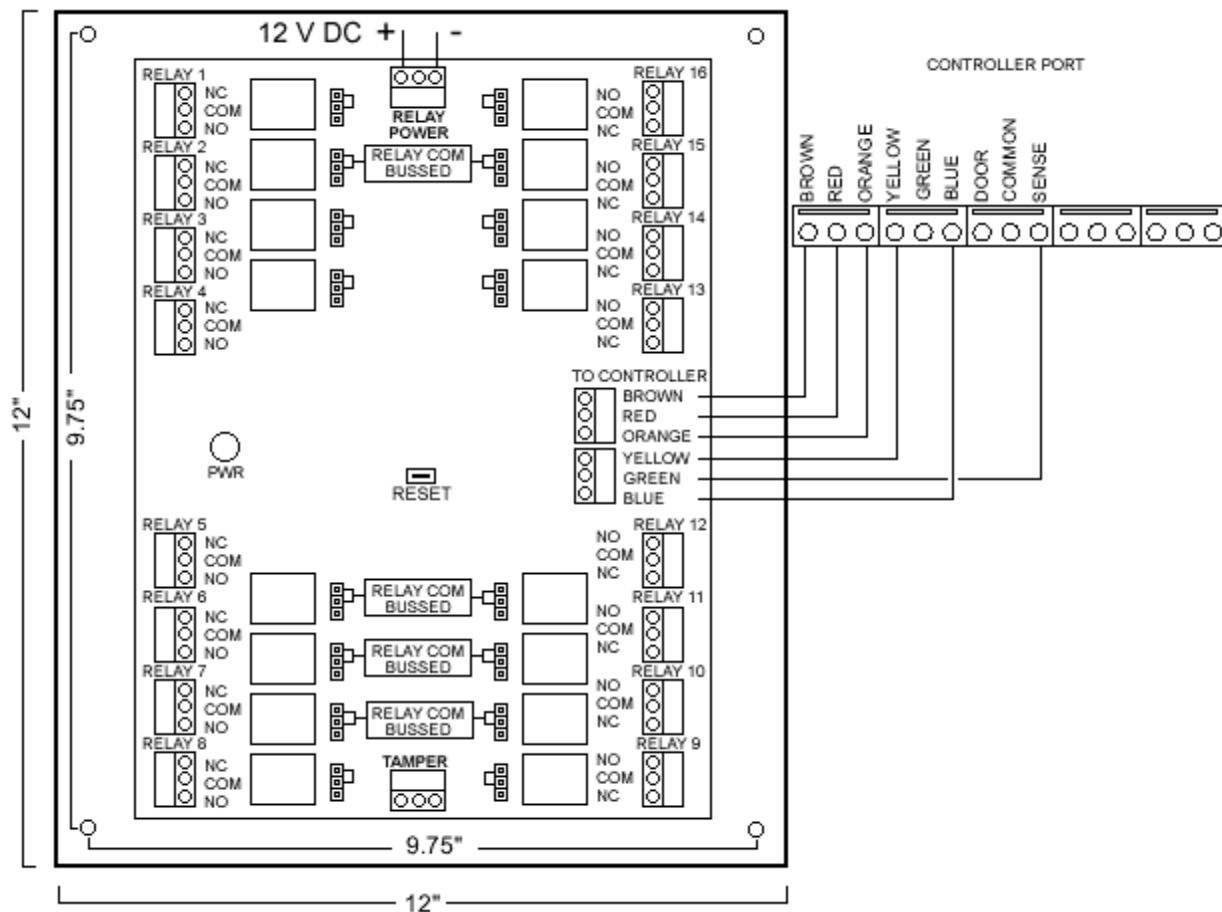 12 V DC + -
CONTROLLER PORT
BROWN
RED
ORANGE
YELLOW
GREEN
BLUE
DOOR
COMMON
SENSE
RELAY 1
NC
COM
NO
RELAY 2
NC
COM
NO
RELAY 3
NC
COM
NO
RELAY 4
NC
COM
NO
RELAY
POWER
RELAY COM
BUSSED
RELAY 16
NO
COM
NC
RELAY 15
NO
COM
NC
RELAY 14
NO
COM
NC
RELAY 13
NO
COM
NC
TO CONTROLLER
BROWN
RED
ORANGE
YELLOW
GREEN
BLUE
12"
9.75"
PWR
RESET
RELAY 5
NC
COM
NO
RELAY 6
NC
COM
NO
RELAY 7
NC
COM
NO
RELAY 8
NC
COM
NO
RELAY COM
BUSSED
RELAY COM
BUSSED
RELAY COM
BUSSED
TAMPER
RELAY 12
NO
COM
NC
RELAY 11
NO
COM
NC
RELAY 10
NO
COM
NC
RELAY 9
NO
COM
NC
9.75"
12"